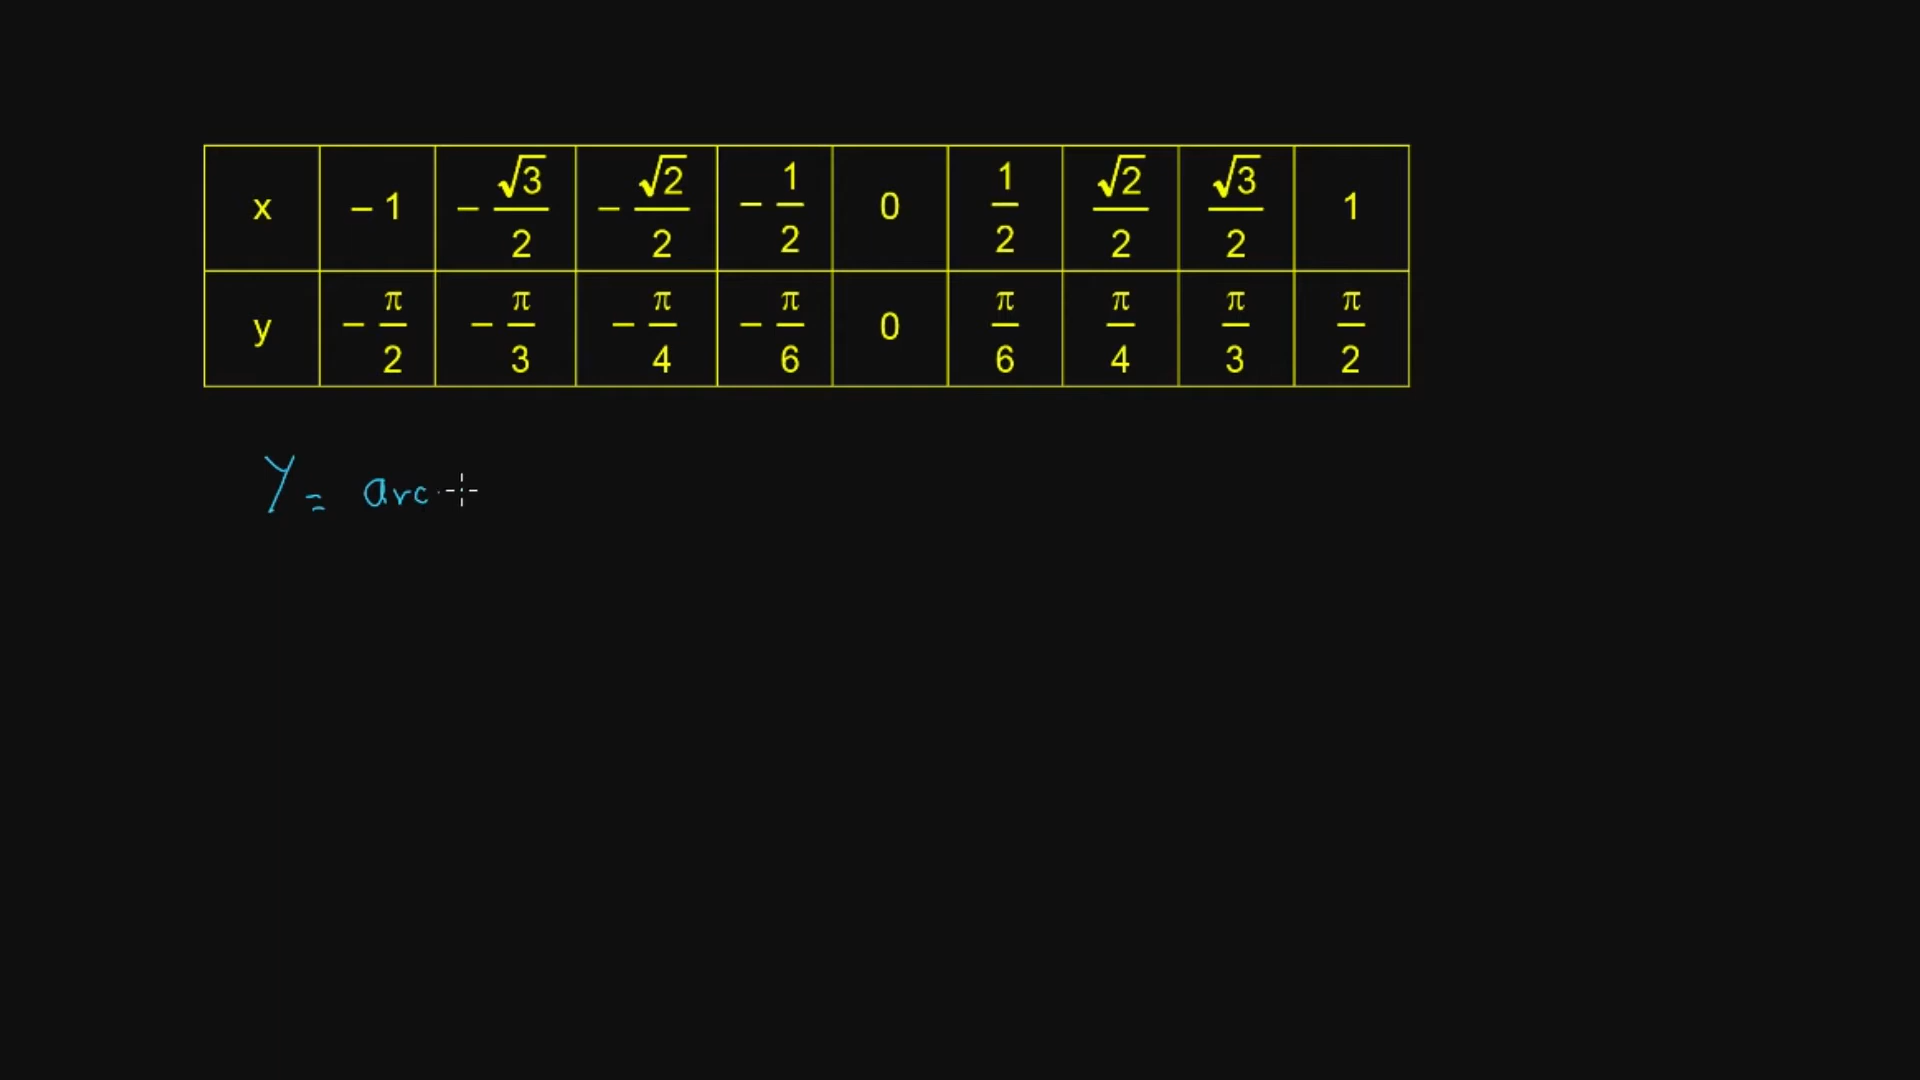 x − 1 − √3/2 − √2/2 − 1/2 0 1/2 √2/2 √3/2 1
y − π/2 − π/3 − π/4 − π/6 0 π/6 π/4 π/3 π/2
Y = arc